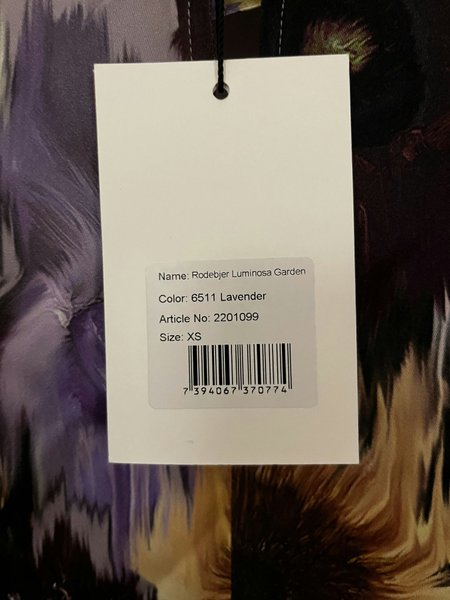 Name: Rodebjer Luminosa Garden
Color: 6511 Lavender
Article No: 2201099
Size: XS
7 394067 370774